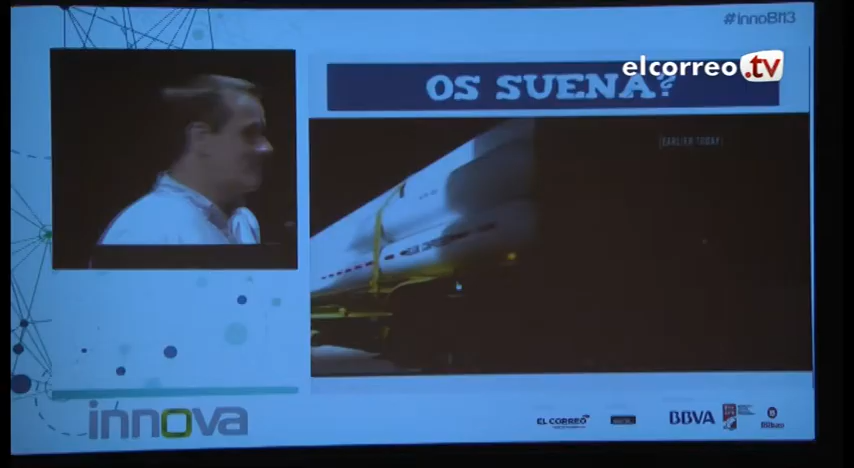 #InnoBI13
elcorreo.tv
OS SUENA?
EARLIER TODAY
innova
EL CORREO
BBVA
Bilbao